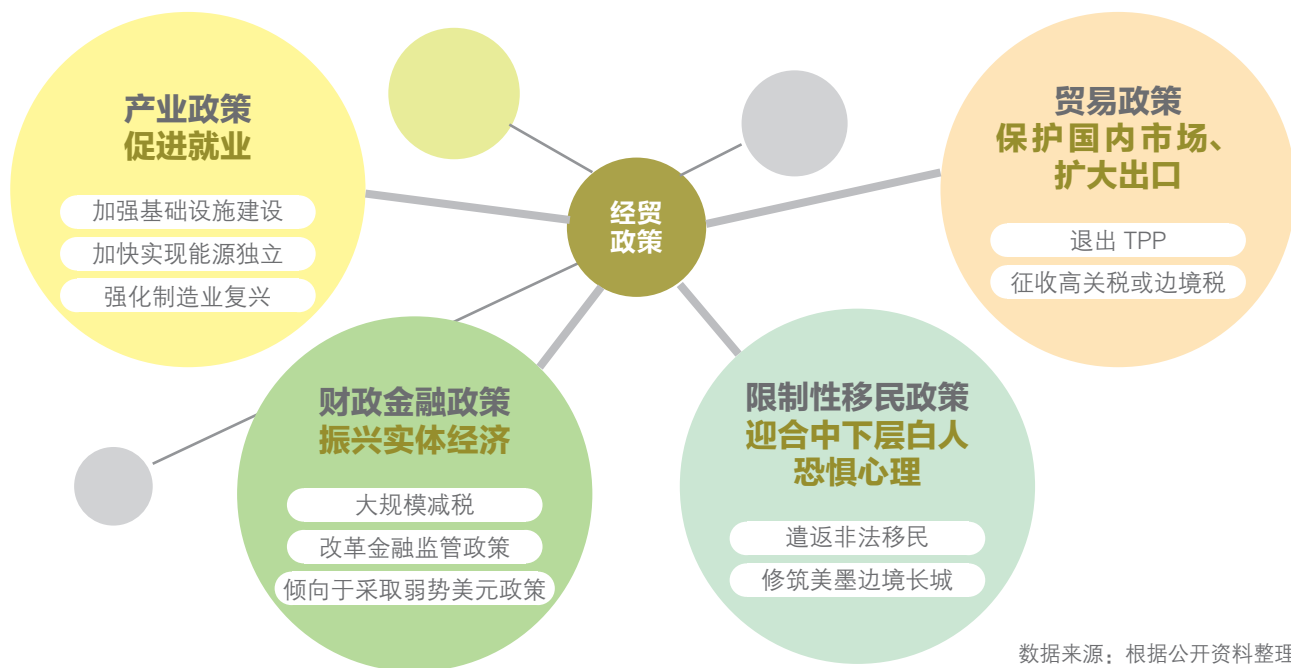 产业政策
促进就业
加强基础设施建设
加快实现能源独立
强化制造业复兴
经贸
政策
贸易政策
保护国内市场、
扩大出口
退出 TPP
征收高关税或边境税
财政金融政策
振兴实体经济
大规模减税
改革金融监管政策
倾向于采取弱势美元政策
限制性移民政策
迎合中下层白人
恐惧心理
遣返非法移民
修筑美墨边境长城
数据来源：根据公开资料整理